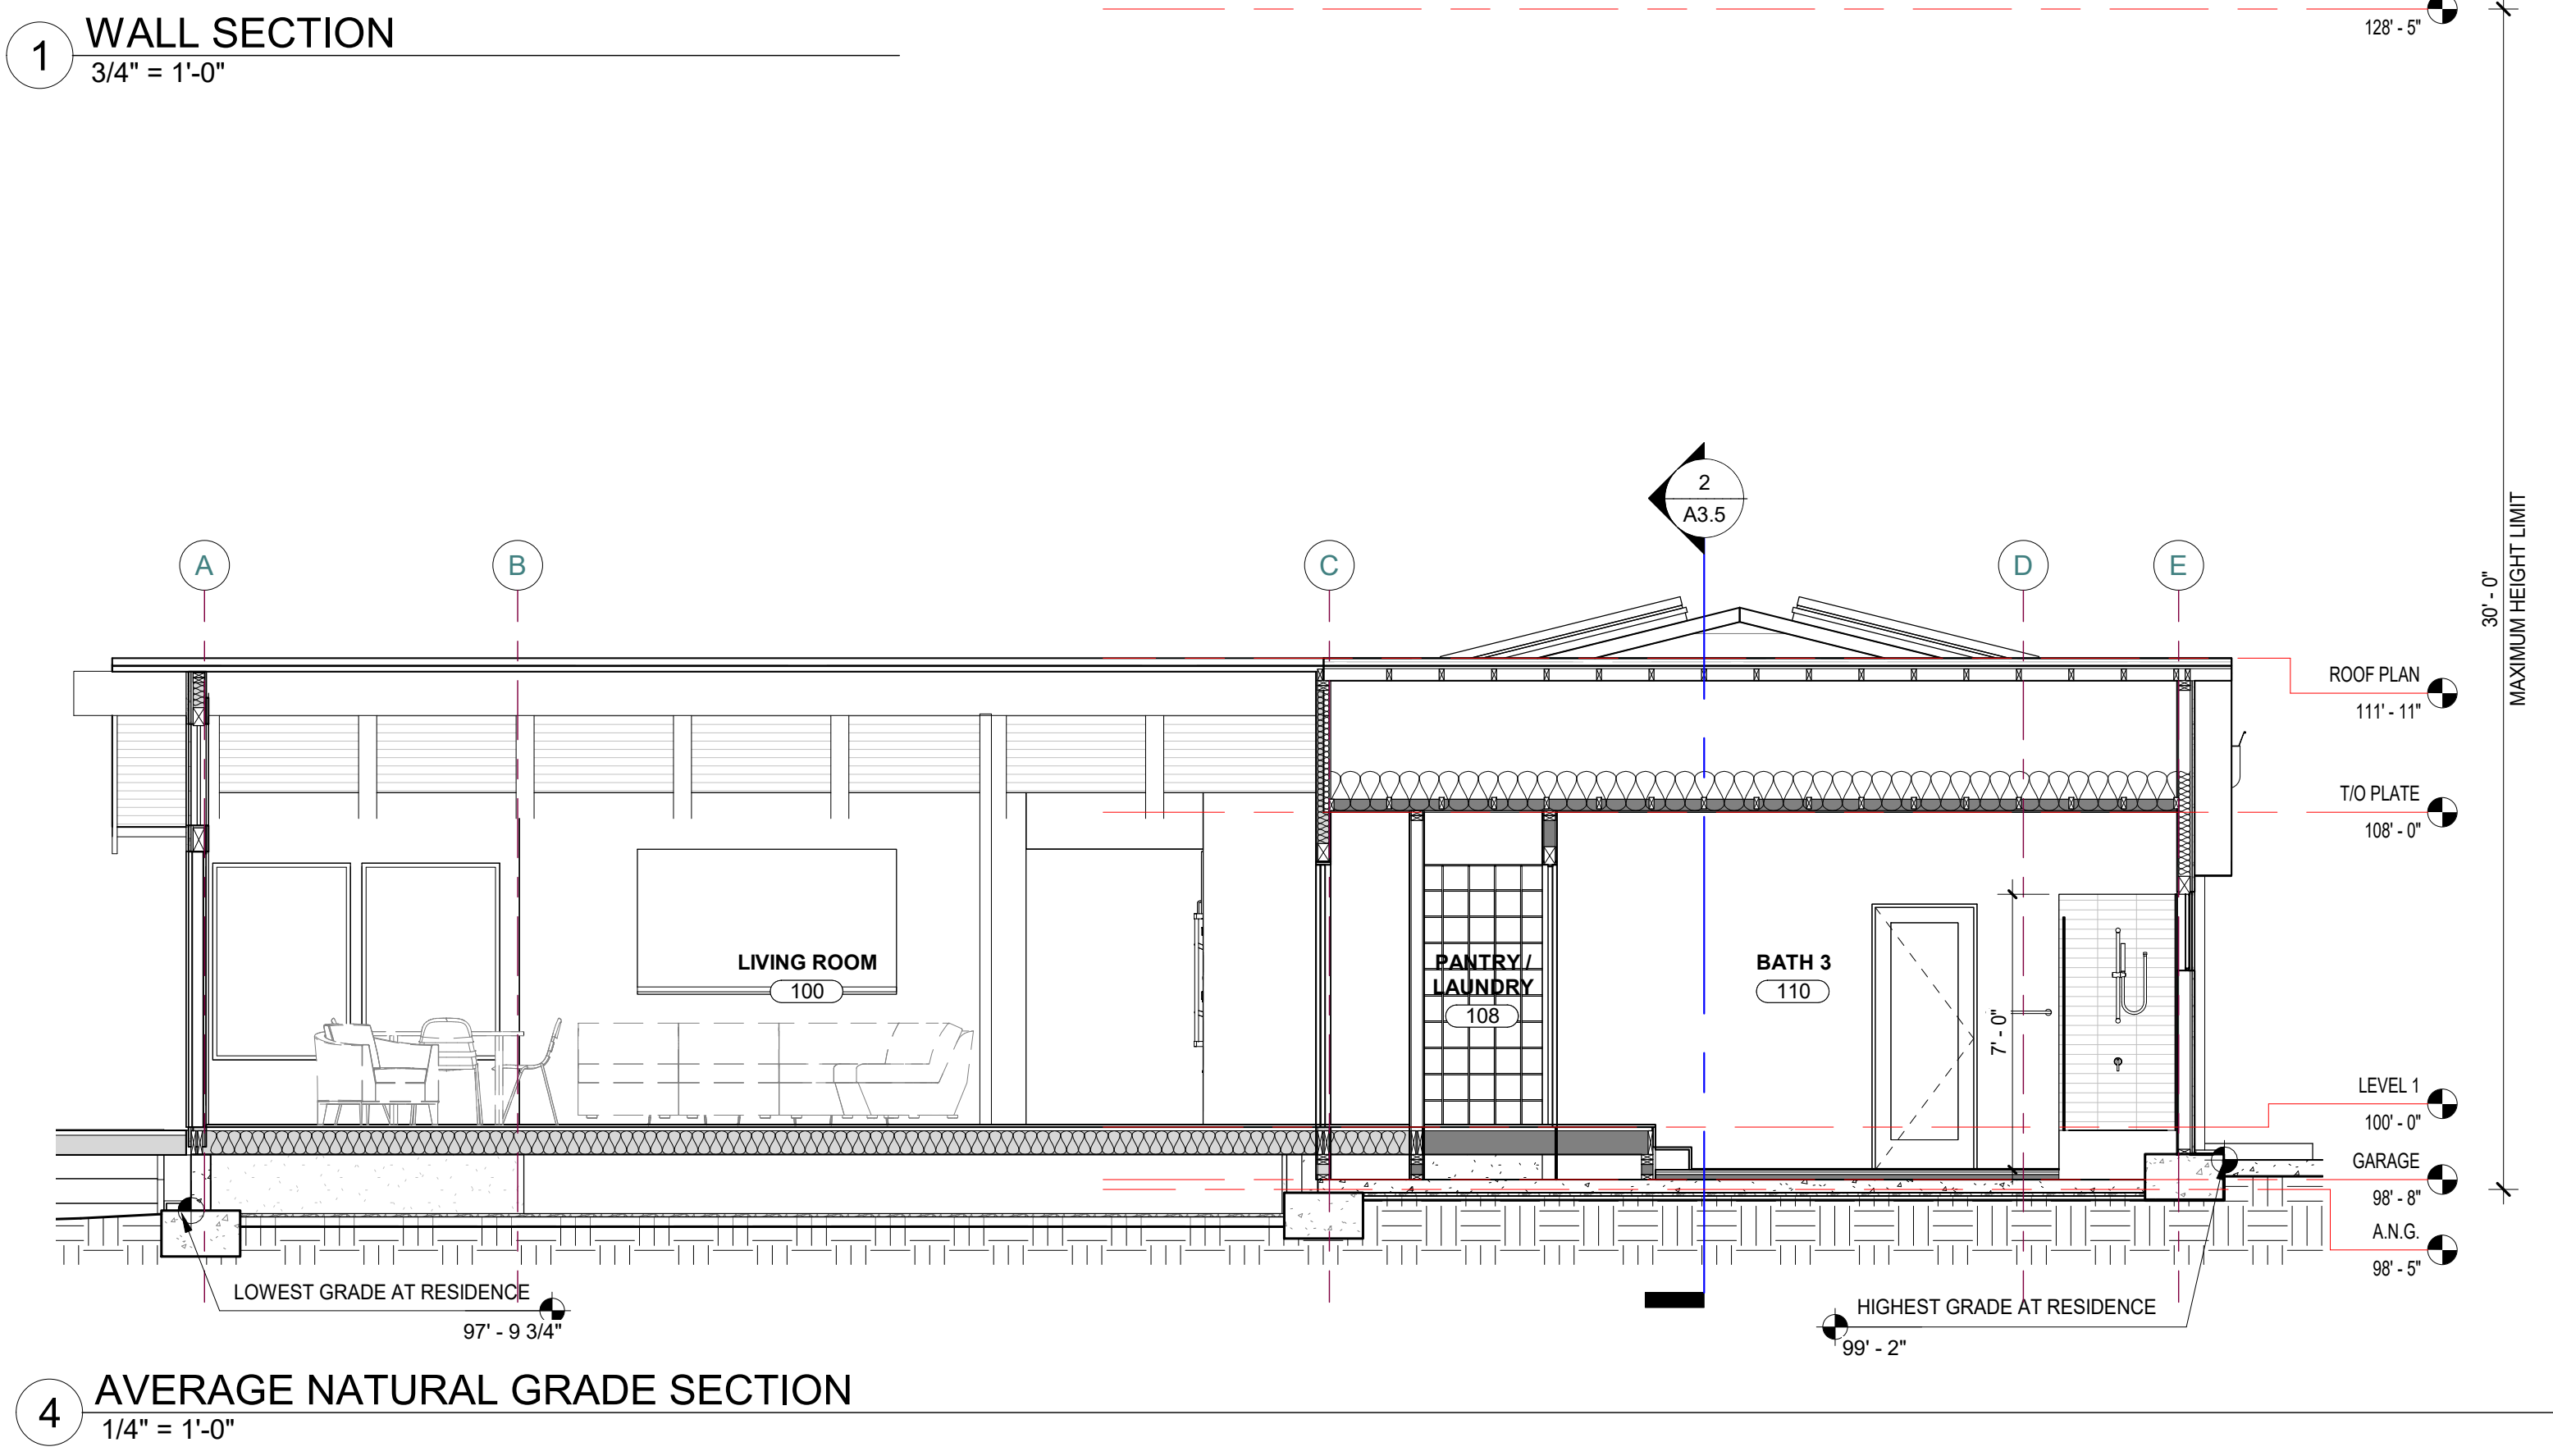 1
WALL SECTION
3/4" = 1'-0"
128' - 5"
30' - 0"
MAXIMUM HEIGHT LIMIT
2
A3.5
A
B
C
D
E
ROOF PLAN
111' - 11"
T/O PLATE
108' - 0"
LIVING ROOM
100
PANTRY /
LAUNDRY
108
BATH 3
110
7' - 0"
LEVEL 1
100' - 0"
GARAGE
98' - 8"
A.N.G.
98' - 5"
LOWEST GRADE AT RESIDENCE
97' - 9 3/4"
HIGHEST GRADE AT RESIDENCE
99' - 2"
4
AVERAGE NATURAL GRADE SECTION
1/4" = 1'-0"